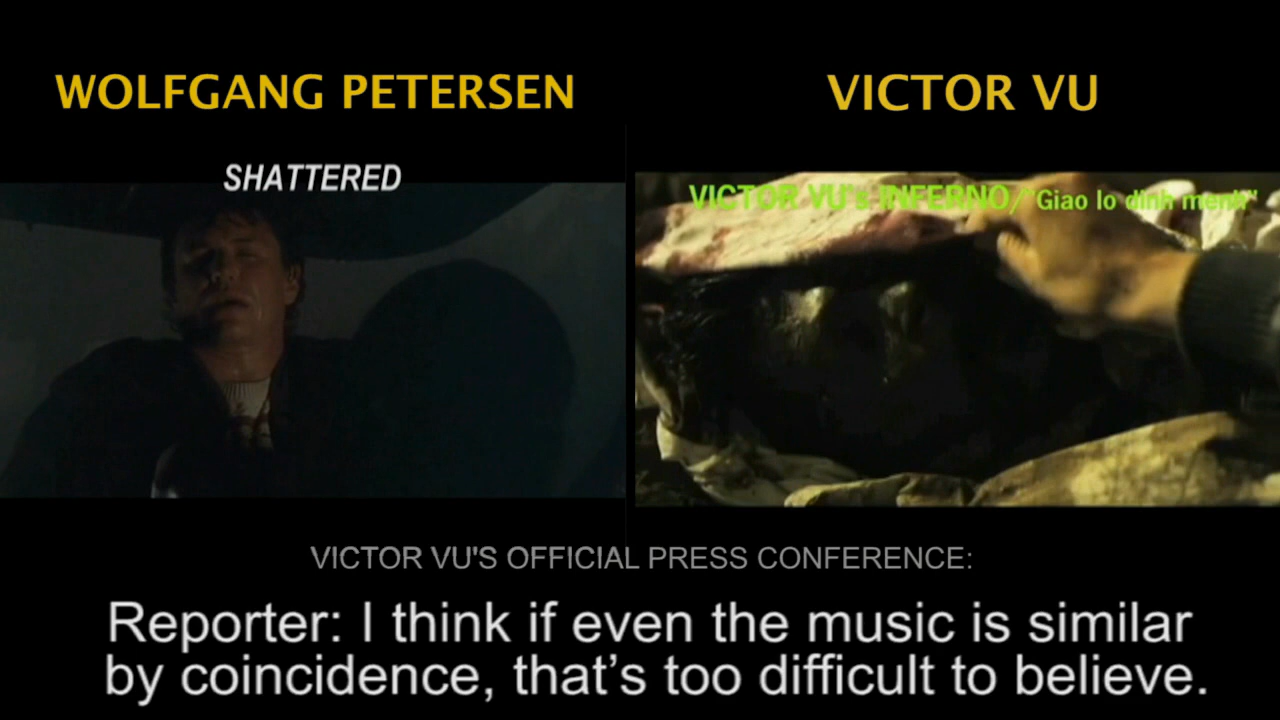 WOLFGANG PETERSEN
VICTOR VU
SHATTERED
VICTOR VU's INFERNO/"Giao lo dinh menh"
VICTOR VU'S OFFICIAL PRESS CONFERENCE:
Reporter: I think if even the music is similar
by coincidence, that's too difficult to believe.